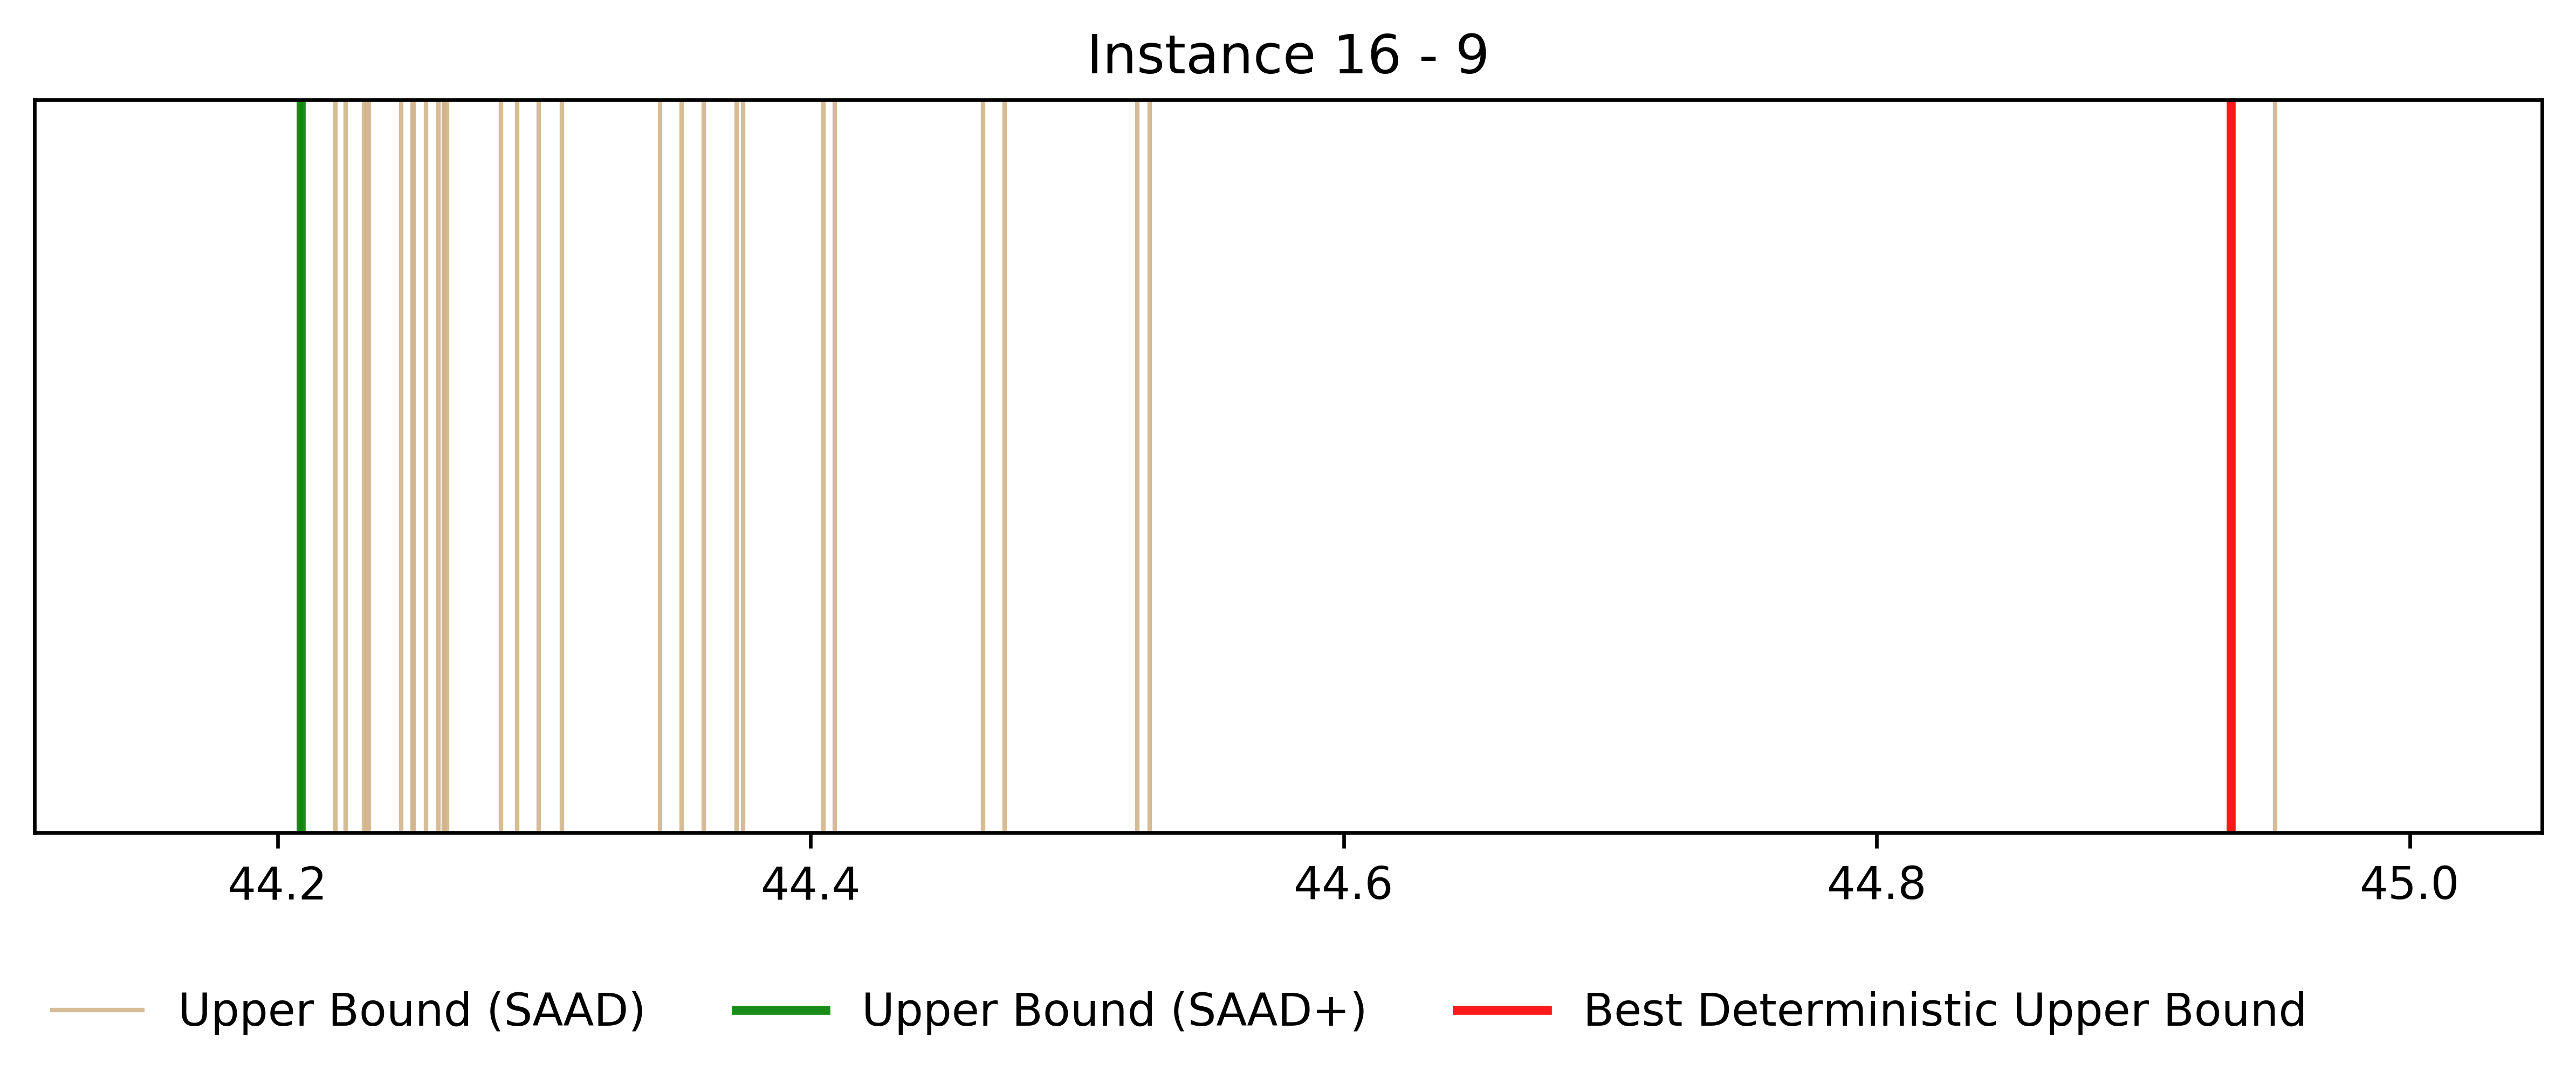 Instance 16 - 9
44.2 44.4 44.6 44.8 45.0
Upper Bound (SAAD) Upper Bound (SAAD+) Best Deterministic Upper Bound